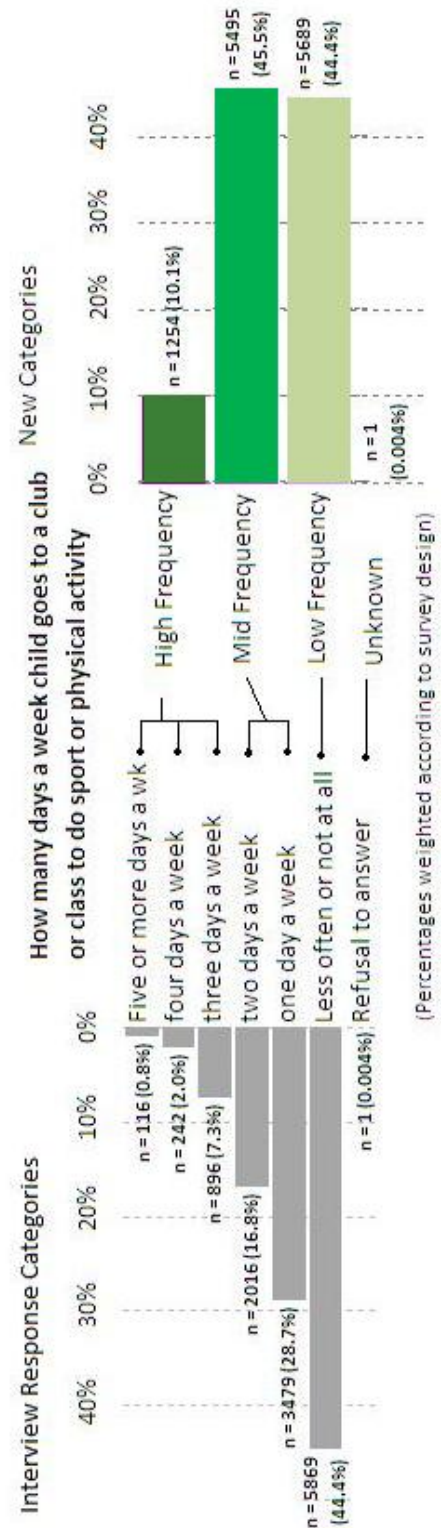 How many days a week child goes to a club
or class to do sport or physical activity
Interview Response Categories
New Categories
40%
30%
20%
10%
0%
0%
10%
20%
30%
40%
n = 116 (0.8%)
Five or more days a wk
n = 242 (2.0%)
four days a week
n = 896 (7.3%)
three days a week
n = 2016 (16.8%)
two days a week
n = 3479 (28.7%)
one day a week
n = 5869
(44.4%)
Less often or not at all
n = 1 (0.004%)
Refusal to answer
High Frequency
n = 1254 (10.1%)
Mid Frequency
n = 5495
(45.5%)
Low Frequency
n = 5689
(44.4%)
Unknown
n = 1
(0.004%)
(Percentages weighted according to survey design)